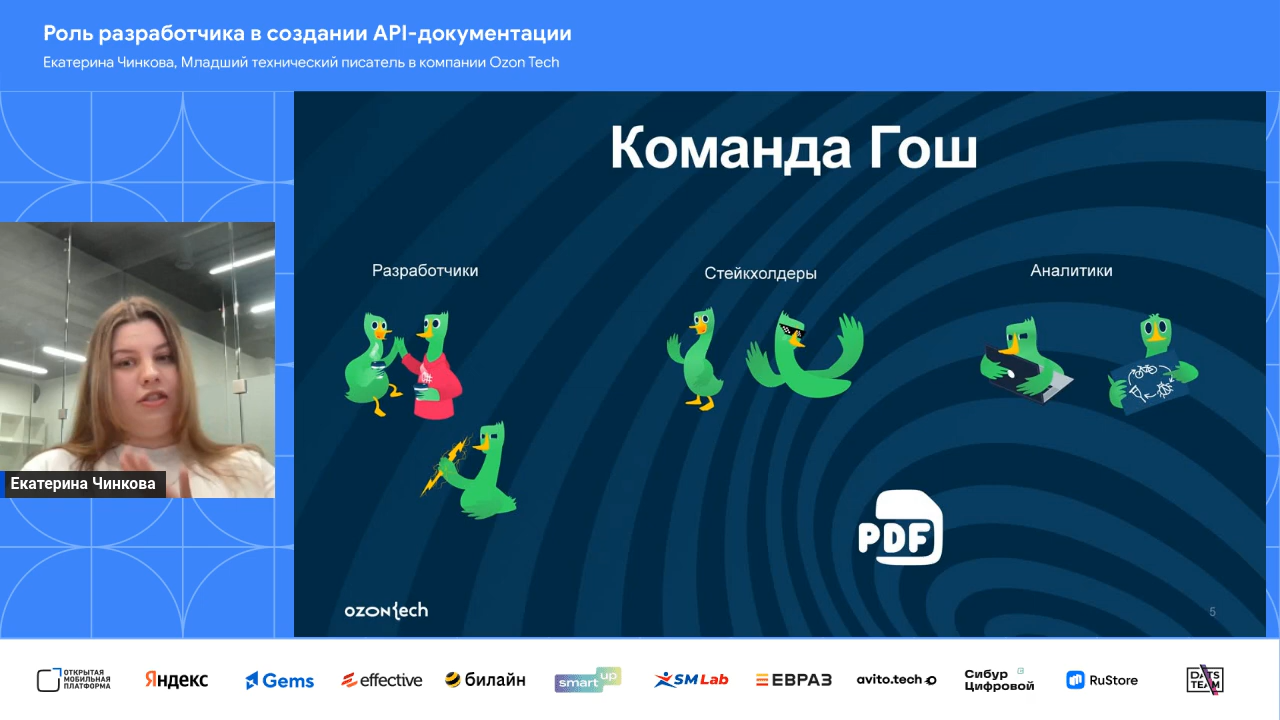 Роль разработчика в создании API-документации
Екатерина Чинкова, Младший технический писатель в компании Ozon Tech
Команда Гош
Разработчики
Стейкхолдеры
Аналитики
Екатерина Чинкова
PDF
ozon{ech
5
ОТКРЫТАЯ
МОБИЛЬНАЯ
ПЛАТФОРМА
Яндекс
Gems
effective
билайн
smart up
SM Lab
ЕВРАЗ
avito.tech
Сибур
Цифровой
RuStore
DATS
TEAM